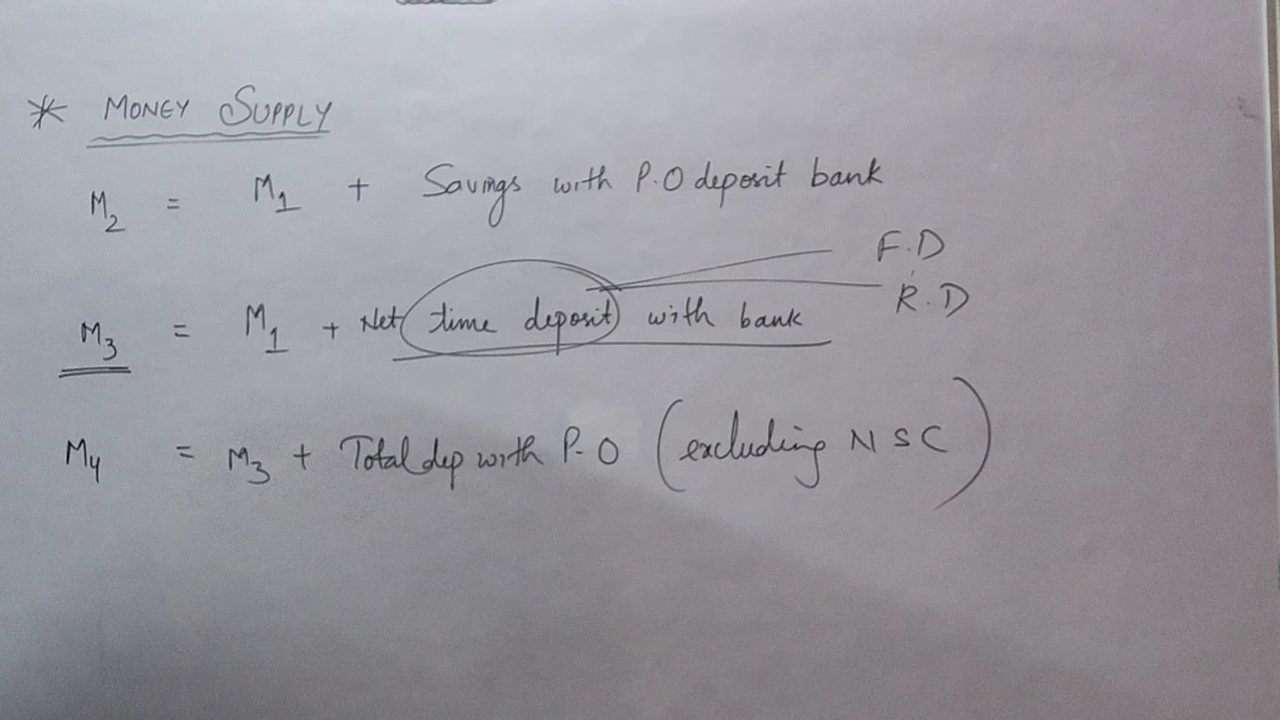 * MONEY SUPPLY
M2 = M1 + Savings with P.O deposit bank
F.D
R.D
M3 = M1 + Net time deposit with bank
M4 = M3 + Total dep with P-O (excluding NSC)